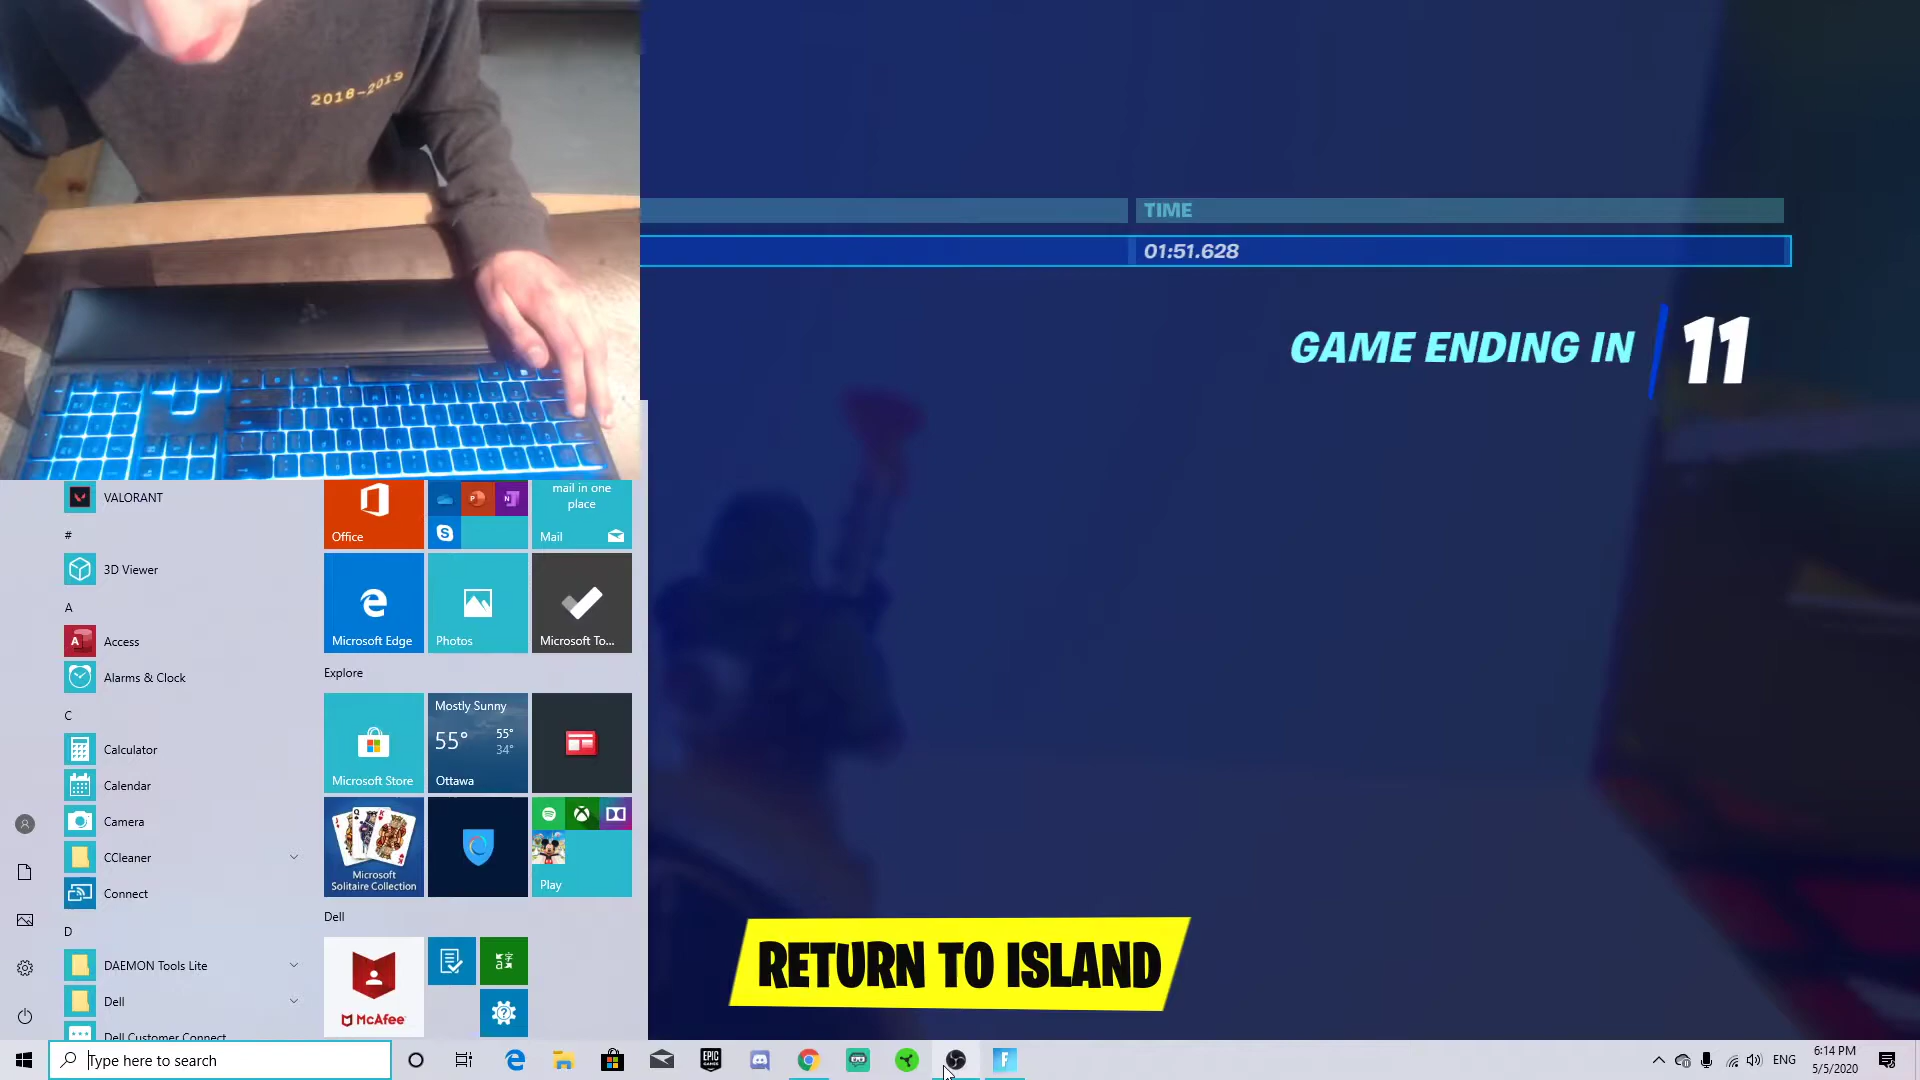 2018-2019
TIME
01:51.628
GAME ENDING IN
11
VALORANT
#
3D Viewer
A
Access
Alarms & Clock
C
Calculator
Calendar
Camera
CCleaner
Connect
D
DAEMON Tools Lite
Dell
Dell Customer Connect
Office
mail in one
place
Mail
Microsoft Edge
Photos
Microsoft To...
Explore
Microsoft Store
Mostly Sunny
55°
55°
34°
Ottawa
Microsoft
Solitaire Collection
Play
Dell
McAfee
RETURN TO ISLAND
Type here to search
EPIC
GAMES
ENG
6:14 PM
5/5/2020